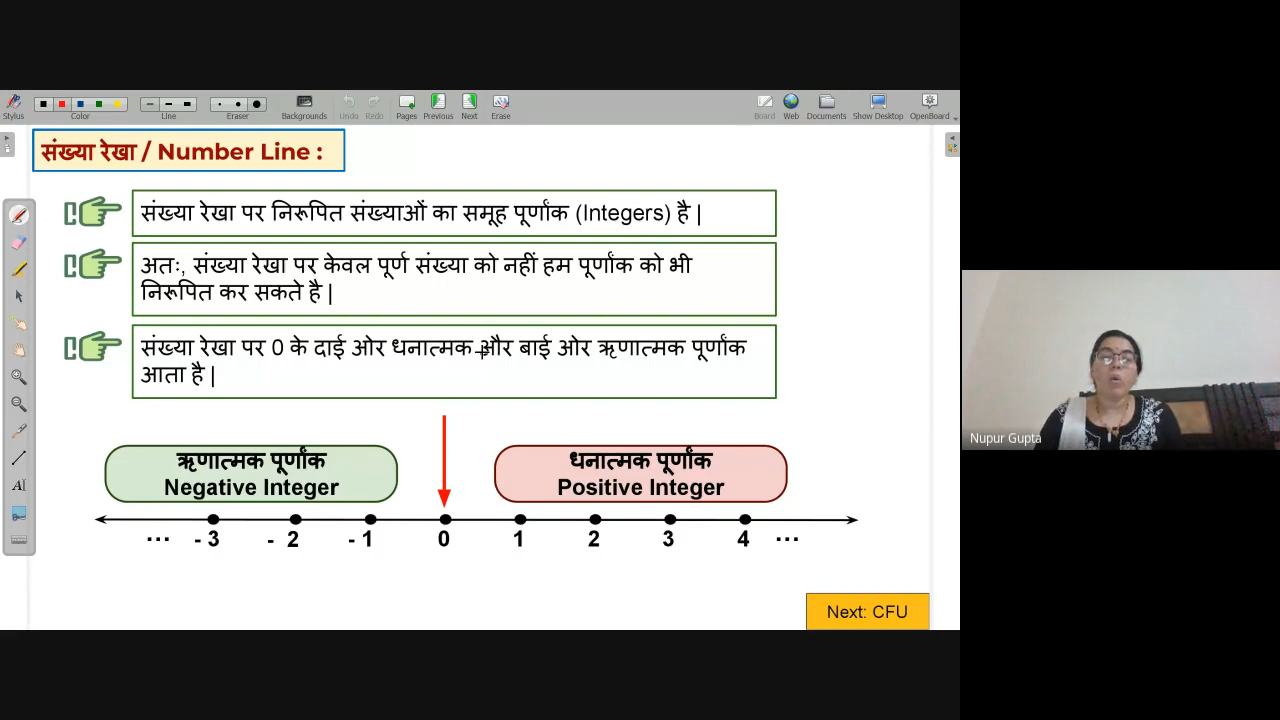 Stylus
Color
Line
Eraser
Backgrounds
Undo
Redo
Pages
Previous
Next
Erase
Board
Web
Documents
Show Desktop
OpenBoard
संख्या रेखा / Number Line :
संख्या रेखा पर निरूपित संख्याओं का समूह पूर्णांक (Integers) है |
अतः, संख्या रेखा पर केवल पूर्ण संख्या को नहीं हम पूर्णांक को भी
निरूपित कर सकते है |
संख्या रेखा पर 0 के दाई ओर धनात्मक और बाई ओर ऋणात्मक पूर्णांक
आता है |
ऋणात्मक पूर्णांक
Negative Integer
धनात्मक पूर्णांक
Positive Integer
... - 3 - 2 - 1 0 1 2 3 4 ...
Next: CFU
Nupur Gupta